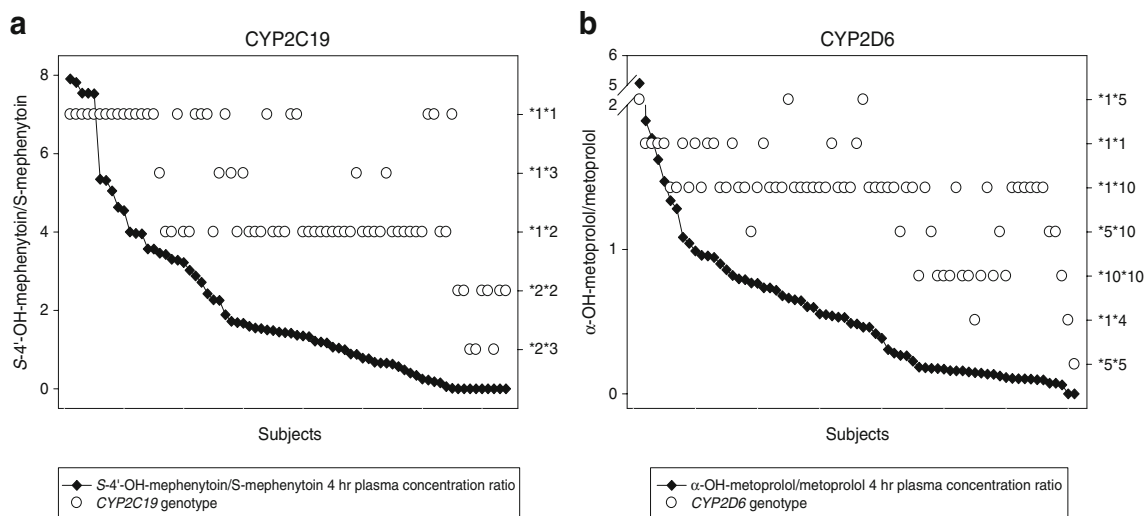 a
CYP2C19
S-4'-OH-mephenytoin/S-mephenytoin
8
6
4
2
0
*1*1
*1*3
*1*2
*2*2
*2*3
Subjects
S-4'-OH-mephenytoin/S-mephenytoin 4 hr plasma concentration ratio
CYP2C19 genotype
b
CYP2D6
α-OH-metoprolol/metoprolol
6
5
2
1
0
*1*5
*1*1
*1*10
*5*10
*10*10
*1*4
*5*5
Subjects
α-OH-metoprolol/metoprolol 4 hr plasma concentration ratio
CYP2D6 genotype